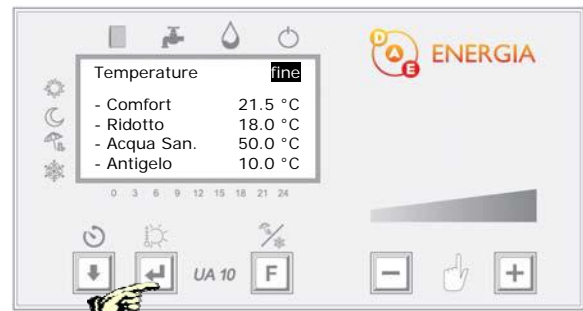 D A E ENERGIA
Temperature fine
- Comfort 21.5 °C
- Ridotto 18.0 °C
- Acqua San. 50.0 °C
- Antigelo 10.0 °C
0 3 6 9 12 15 18 21 24
UA 10 F